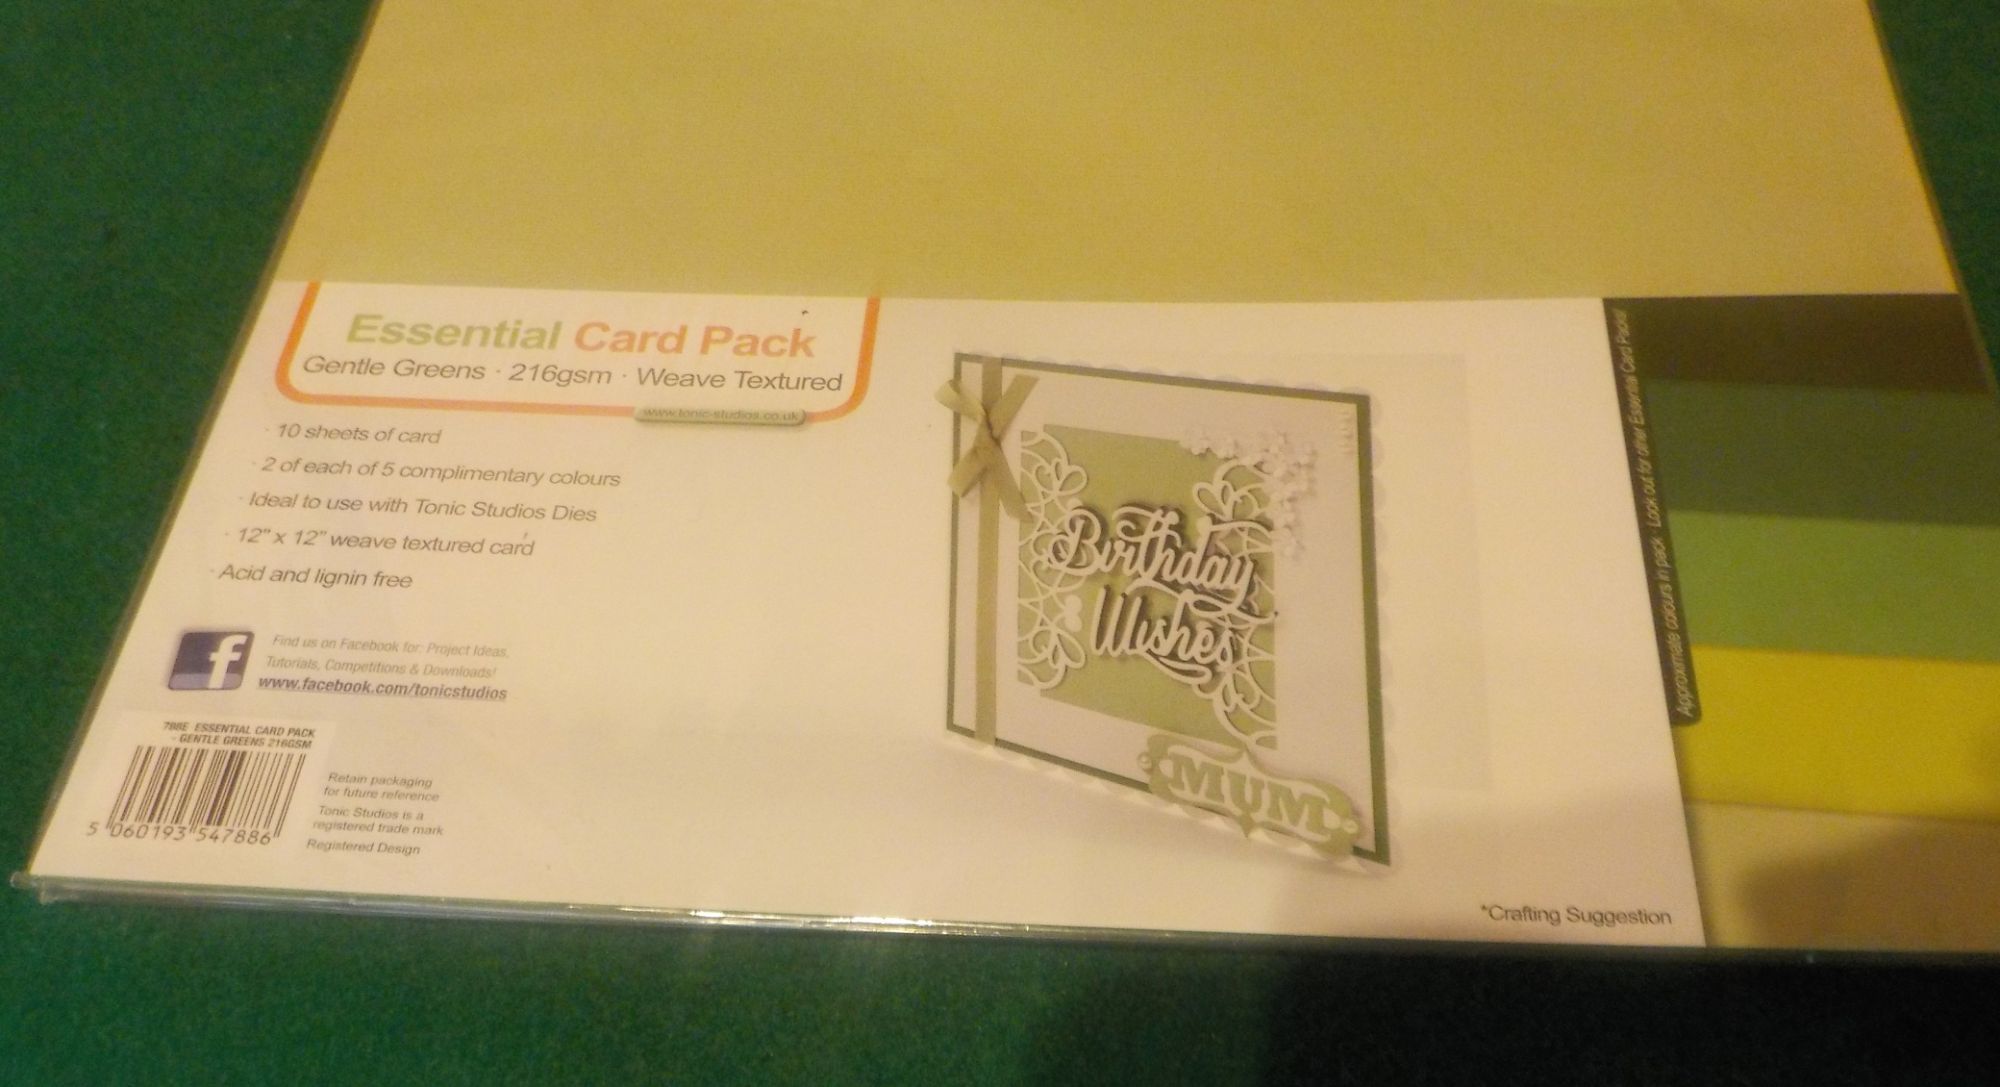 Essential Card Pack
Gentle Greens · 216gsm · Weave Textured
www.tonic-studios.co.uk
· 10 sheets of card
· 2 of each of 5 complimentary colours
· Ideal to use with Tonic Studios Dies
· 12" x 12" weave textured card
· Acid and lignin free
f
Find us on Facebook for: Project Ideas,
Tutorials, Competitions & Downloads!
www.facebook.com/tonicstudios
788E ESSENTIAL CARD PACK
- GENTLE GREENS 216GSM
5 060193 547886
Retain packaging
for future reference
Tonic Studios is a
registered trade mark
Registered Design
Birthday
Wishes
MUM
*Crafting Suggestion
Approximate colours in pack · Look out for other Essential Card Packs!